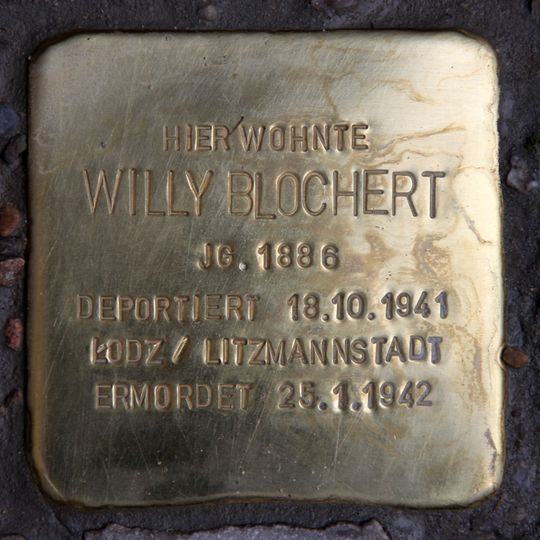 HIER WOHNTE
WILLY BLOCHERT
JG. 1886
DEPORTIERT 18.10.1941
ŁODZ / LITZMANNSTADT
ERMORDET 25.1.1942